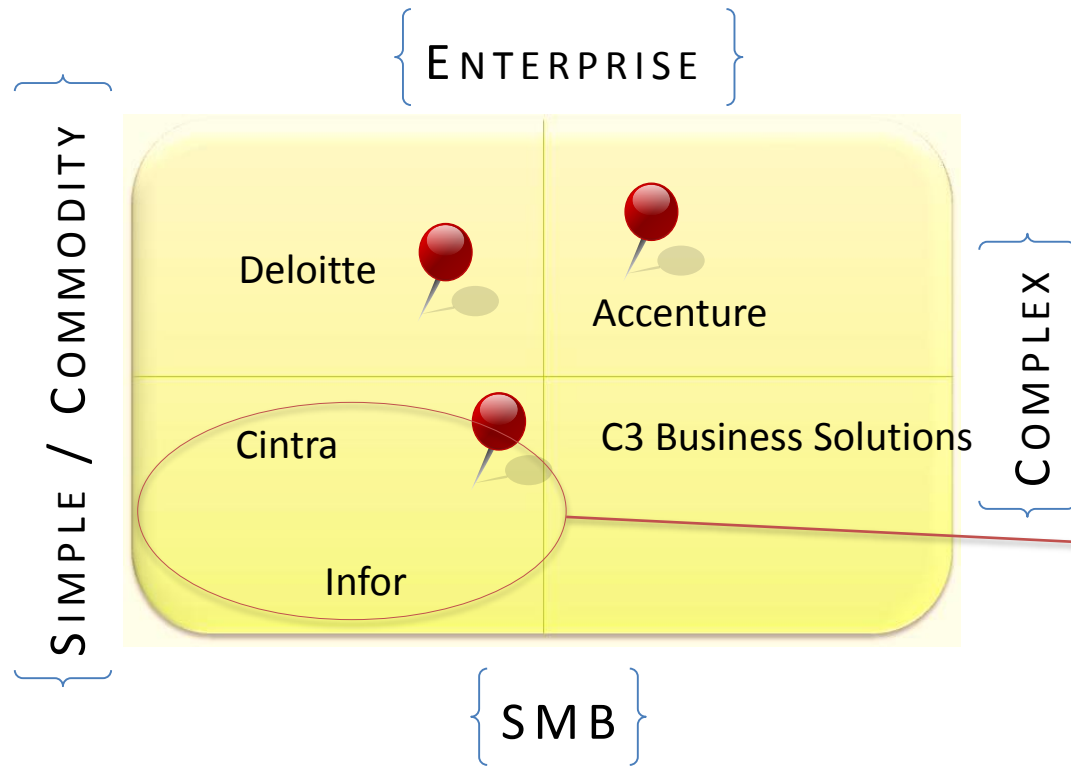 ENTERPRISE
SIMPLE / COMMODITY
Deloitte
Accenture
COMPLEX
Cintra
C3 Business Solutions
Infor
SMB